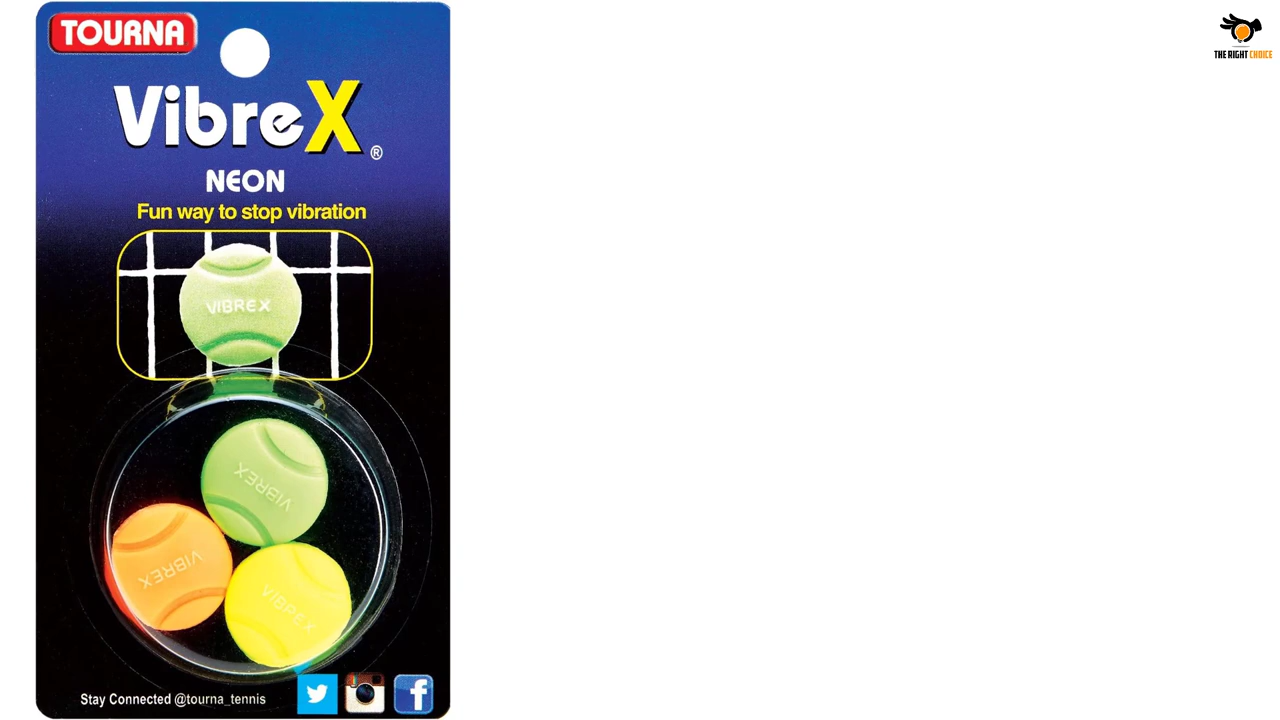 TOURNA
VibreX®
NEON
Fun way to stop vibration
VIBREX
VIBREX
VIBREX
VIBREX
Stay Connected @tourna_tennis
THE RIGHT CHOICE